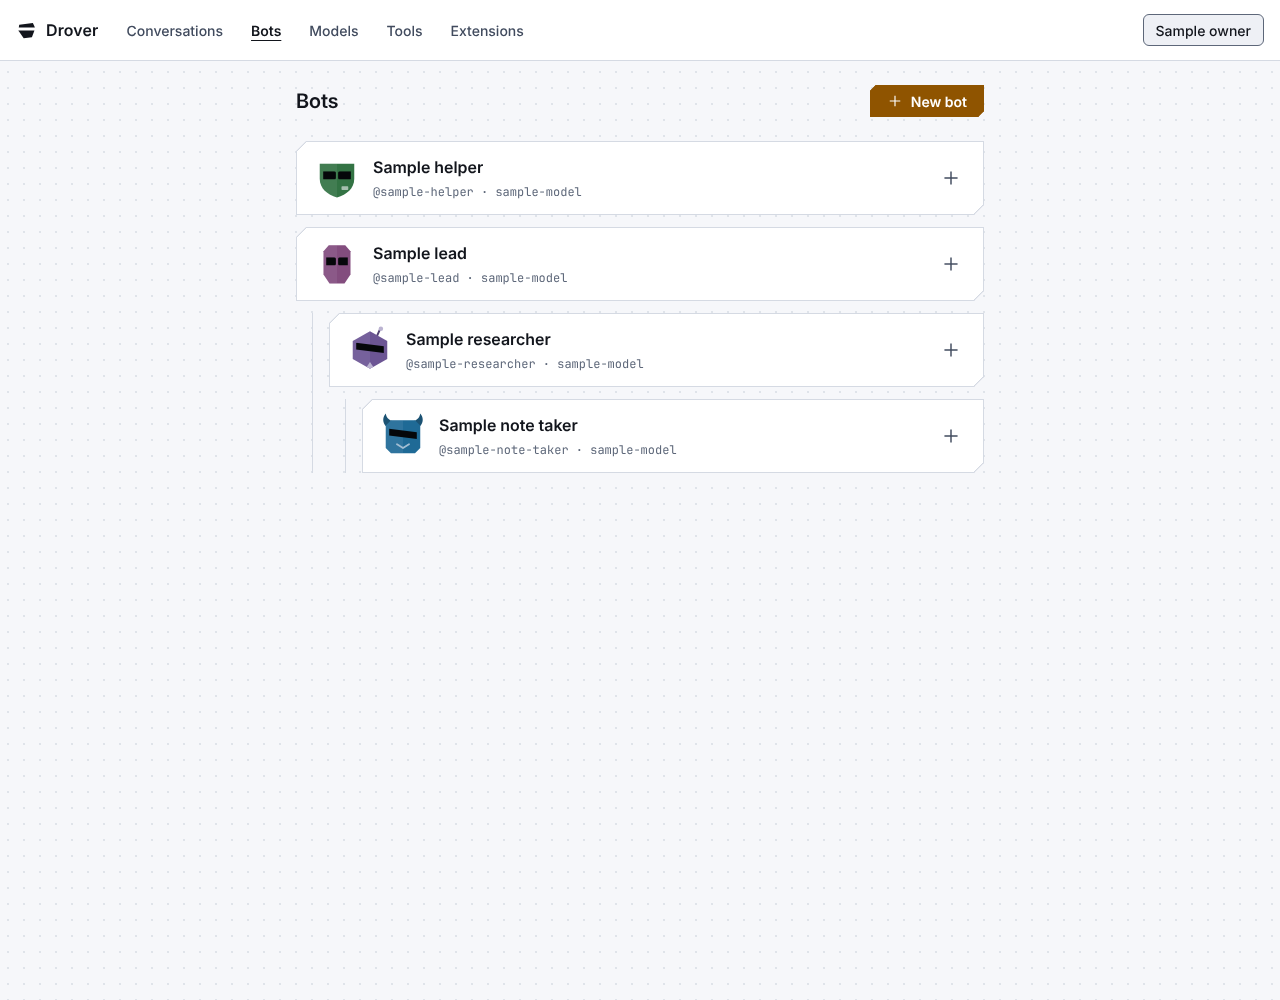 Drover
Conversations
Bots
Models
Tools
Extensions
Sample owner
Bots
New bot
Sample helper
@sample-helper · sample-model
Sample lead
@sample-lead · sample-model
Sample researcher
@sample-researcher · sample-model
Sample note taker
@sample-note-taker · sample-model